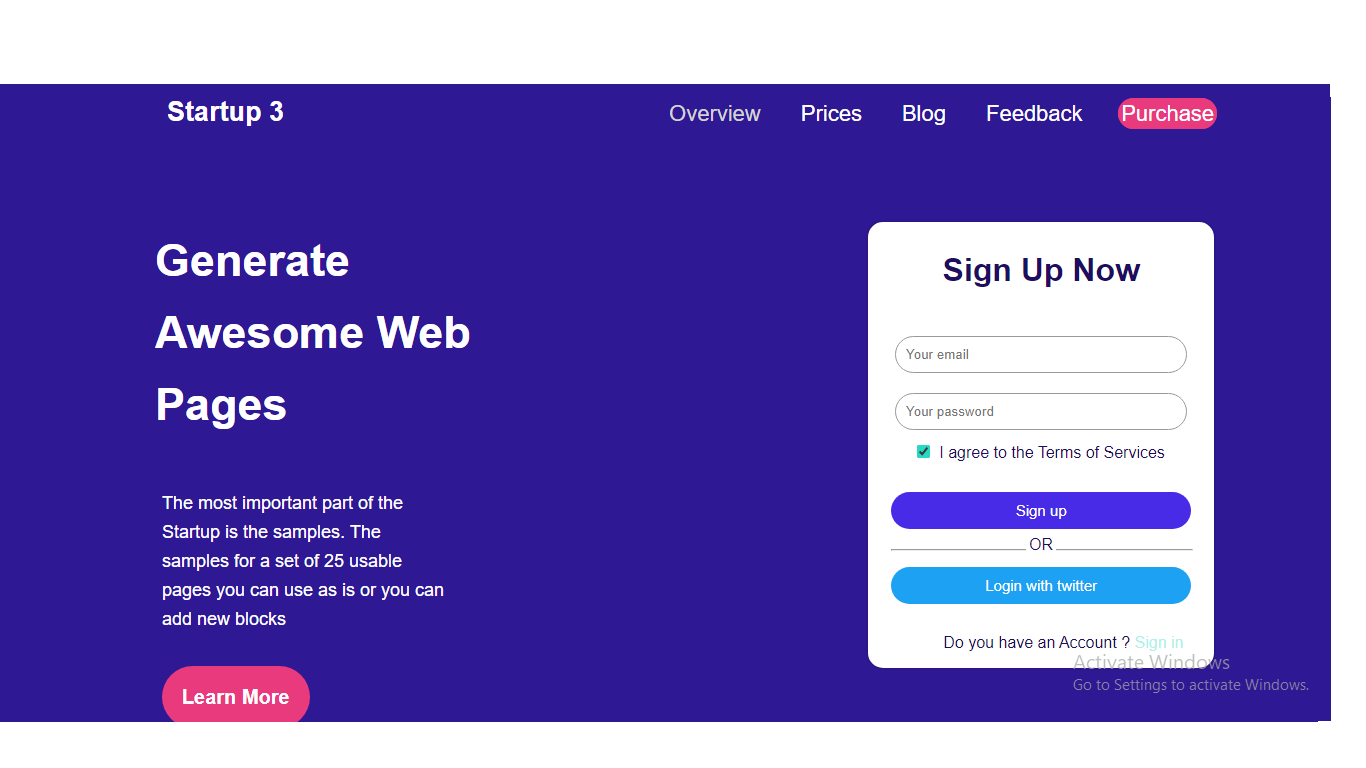 Startup 3
Overview Prices Blog Feedback Purchase
Generate
Awesome Web
Pages
The most important part of the
Startup is the samples. The
samples for a set of 25 usable
pages you can use as is or you can
add new blocks
Learn More
Sign Up Now
Your email
Your password
I agree to the Terms of Services
Sign up
OR
Login with twitter
Do you have an Account ? Sign in
Activate Windows
Go to Settings to activate Windows.